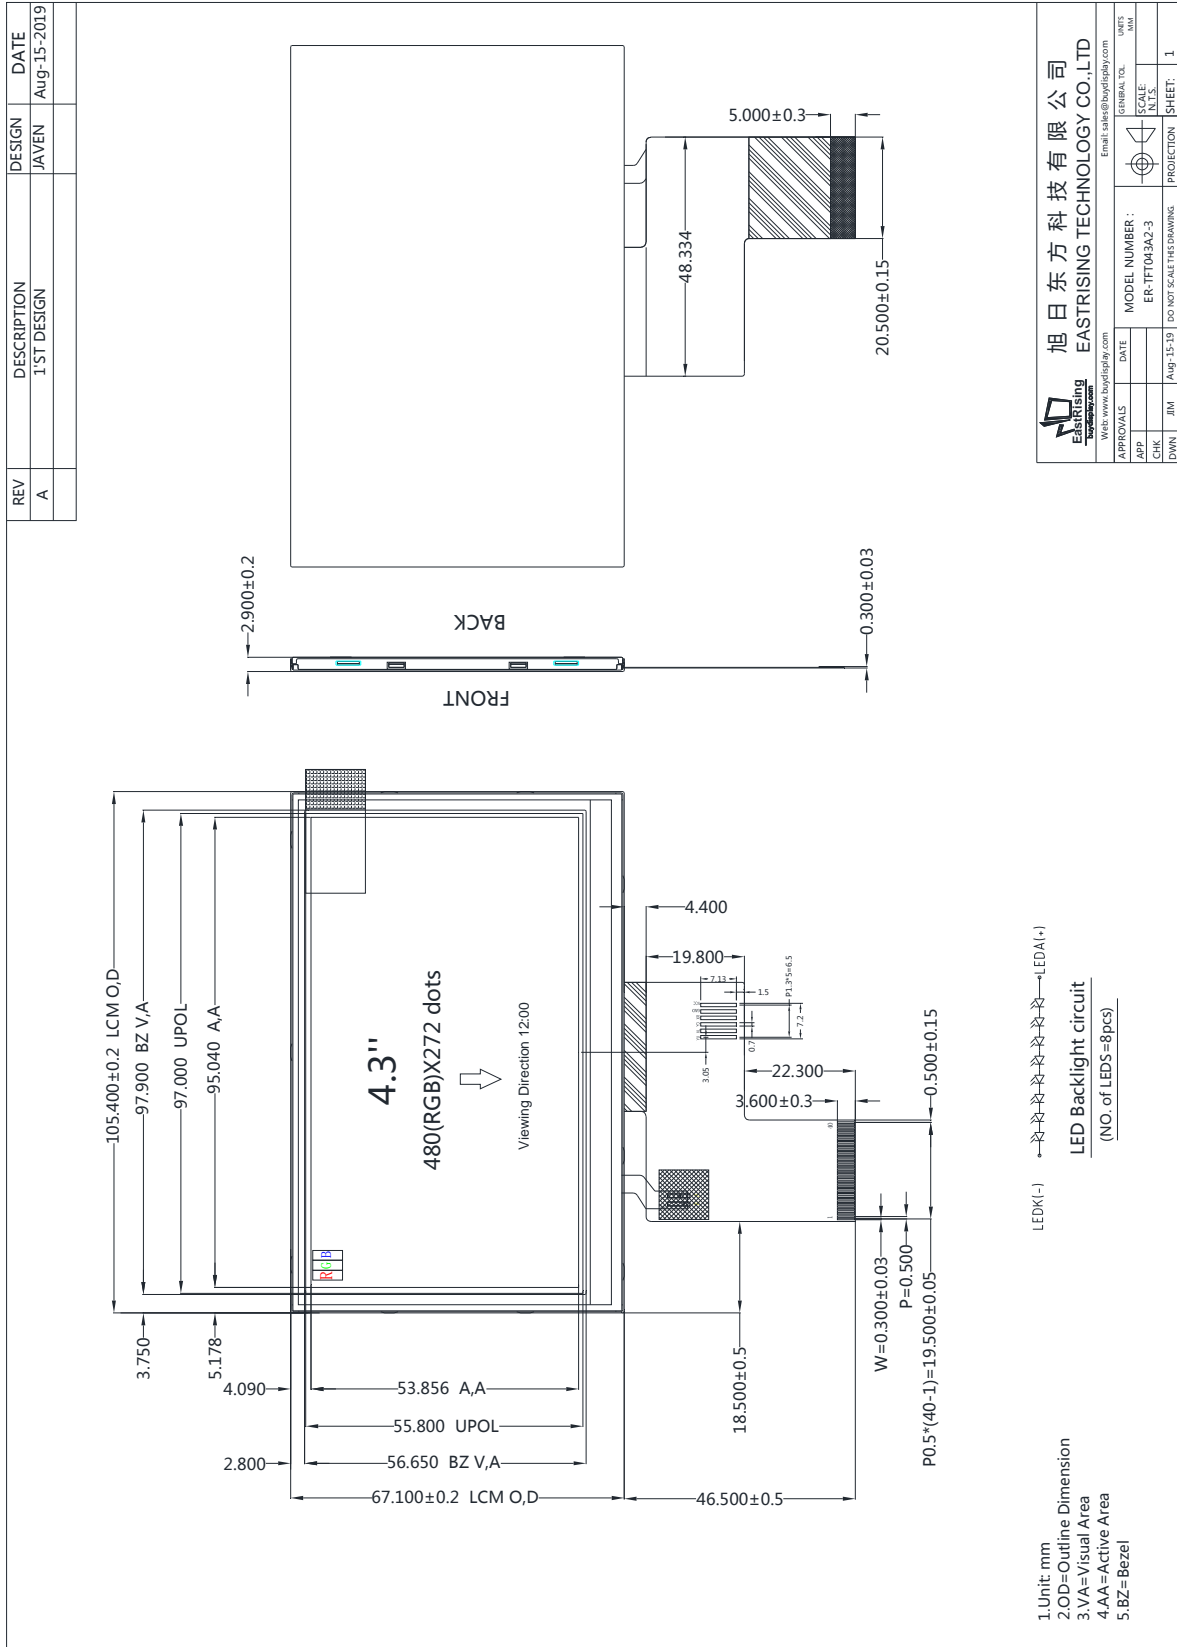 REV DESCRIPTION DESIGN DATE
A 1'ST DESIGN JAVEN Aug-15-2019
105.400±0.2 LCM O,D
97.900 BZ V,A
97.000 UPOL
95.040 A,A
3.750
5.178
4.090
53.856 A,A
55.800 UPOL
2.800
56.650 BZ V,A
67.100±0.2 LCM O,D
46.500±0.5
RGB
4.3"
480(RGB)X272 dots
Viewing Direction 12:00
4.400
19.800
7.13
1.5
P1.3*5=6.5
7.2
0.7
3.05
22.300
3.600±0.3
0.500±0.15
1
40
18.500±0.5
W=0.300±0.03
P=0.500
P0.5*(40-1)=19.500±0.05
FRONT
BACK
2.900±0.2
0.300±0.03
5.000±0.3
48.334
20.500±0.15
LEDK(-)
LEDA(+)
LED Backlight circuit
(NO. of LEDS=8pcs)
1.Unit: mm
2.OD=Outline Dimension
3.VA=Visual Area
4.AA=Active Area
5.BZ=Bezel
EastRising
buydisplay.com
旭日东方科技有限公司
EASTRISING TECHNOLOGY CO.,LTD
Web: www.buydisplay.com
Email: sales@buydisplay.com
APPROVALS DATE
APP
CHK
DWN JIM Aug-15-19
MODEL NUMBER :
ER-TFT043A2-3
DO NOT SCALE THIS DRAWING.
PROJECTION
GENERAL TOL.
UNITS
MM
SCALE:
N.T.S.
SHEET: 1